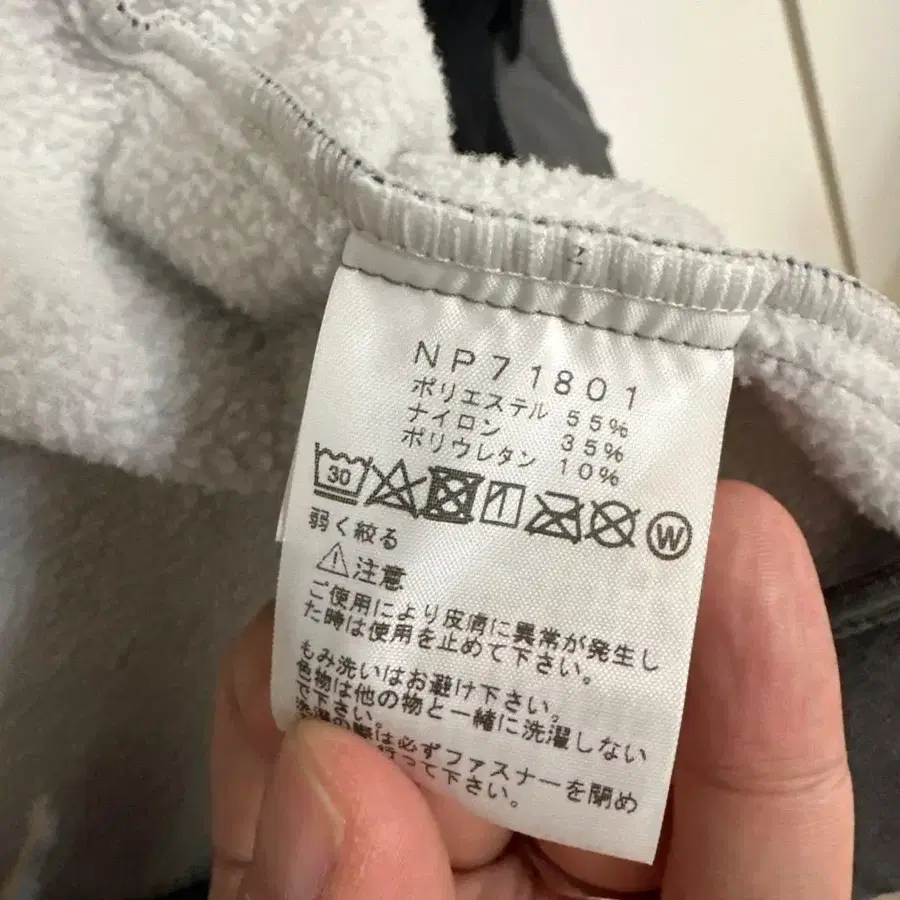 NP71801
ポリエステル 55%
ナイロン 35%
ポリウレタン 10%
30
W
弱く絞る
注意
ご使用により皮膚に異常が発生し
た時は使用を止めて下さい。
もみ洗いはお避け下さい。
色物は他の物と一緒に洗濯しない
で下さい。
洗濯の際は必ずファスナーを閉め
行って下さい。